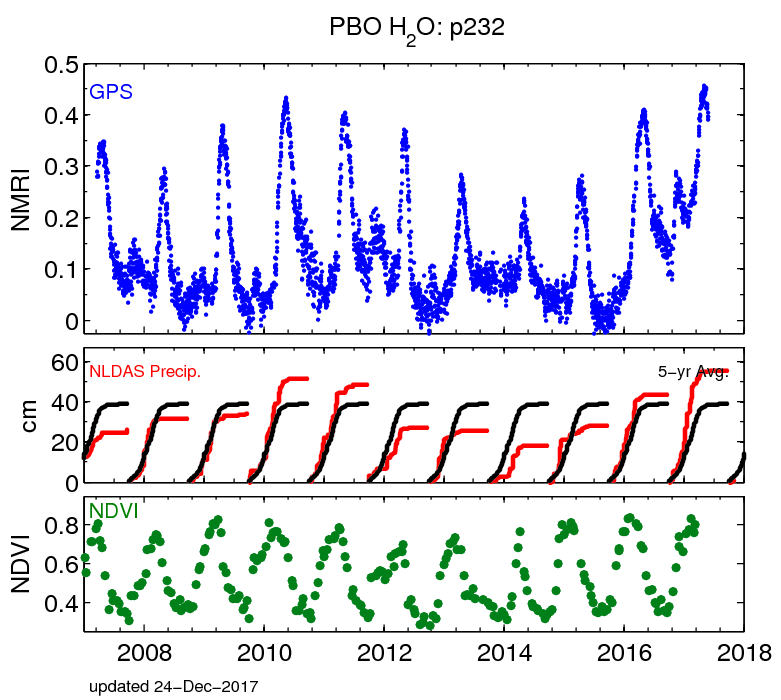 PBO H₂O: p232
0.5
GPS
0.4
0.3
NMRI
0.2
0.1
0
60
NLDAS Precip.
5−yr Avg.
40
cm
20
0
NDVI
0.8
NDVI
0.6
0.4
2008 2010 2012 2014 2016 2018
updated 24−Dec−2017